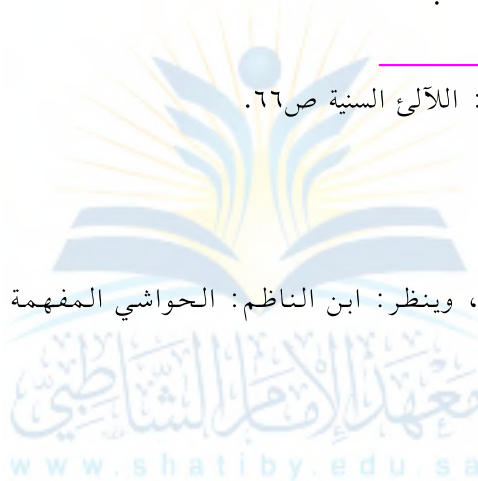 .
: اللآلئ السنية ص٦٦.
، وينظر: ابن الناظم: الحواشي المفهمة
معهد الإمام الشاطبي
www.shatiby.edu.sa